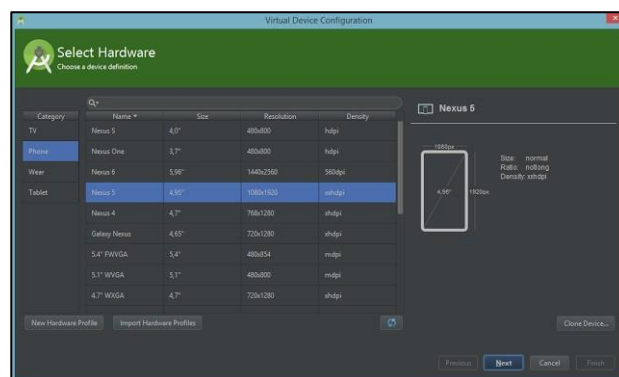 Virtual Device Configuration
Select Hardware
Choose a device definition
Category
Name
Size
Resolution
Density
TV
Phone
Wear
Tablet
Nexus S 4,0" 480x800 hdpi
Nexus One 3,7" 480x800 hdpi
Nexus 6 5,96" 1440x2560 560dpi
Nexus 5 4,95" 1080x1920 xxhdpi
Nexus 4 4,7" 768x1280 xhdpi
Galaxy Nexus 4,65" 720x1280 xhdpi
5.4" FWVGA 5,4" 480x854 mdpi
5.1" WVGA 5,1" 480x800 mdpi
4.7" WXGA 4,7" 720x1280 xhdpi
New Hardware Profile
Import Hardware Profiles
Nexus 5
1080px
4,95"
1920px
Size: normal
Ratio: notlong
Density: xxhdpi
Clone Device...
Previous
Next
Cancel
Finish